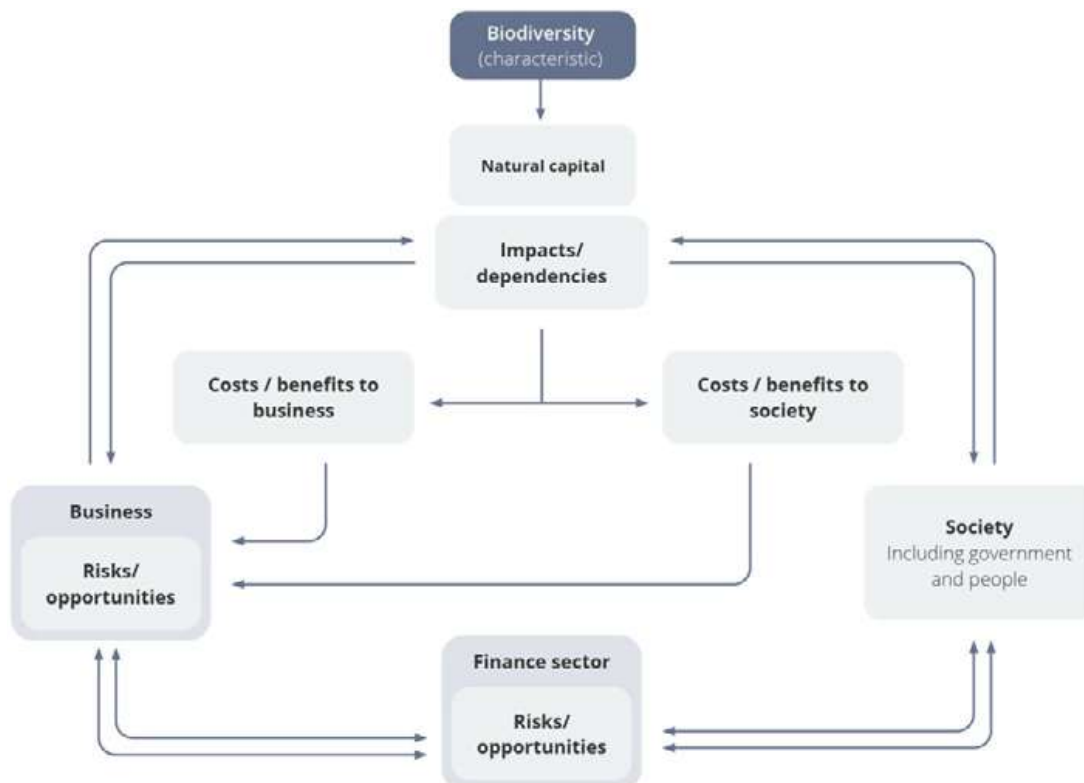 Biodiversity
(characteristic)
Natural capital
Impacts/
dependencies
Costs / benefits to
business
Costs / benefits to
society
Business
Risks/
opportunities
Society
Including government
and people
Finance sector
Risks/
opportunities